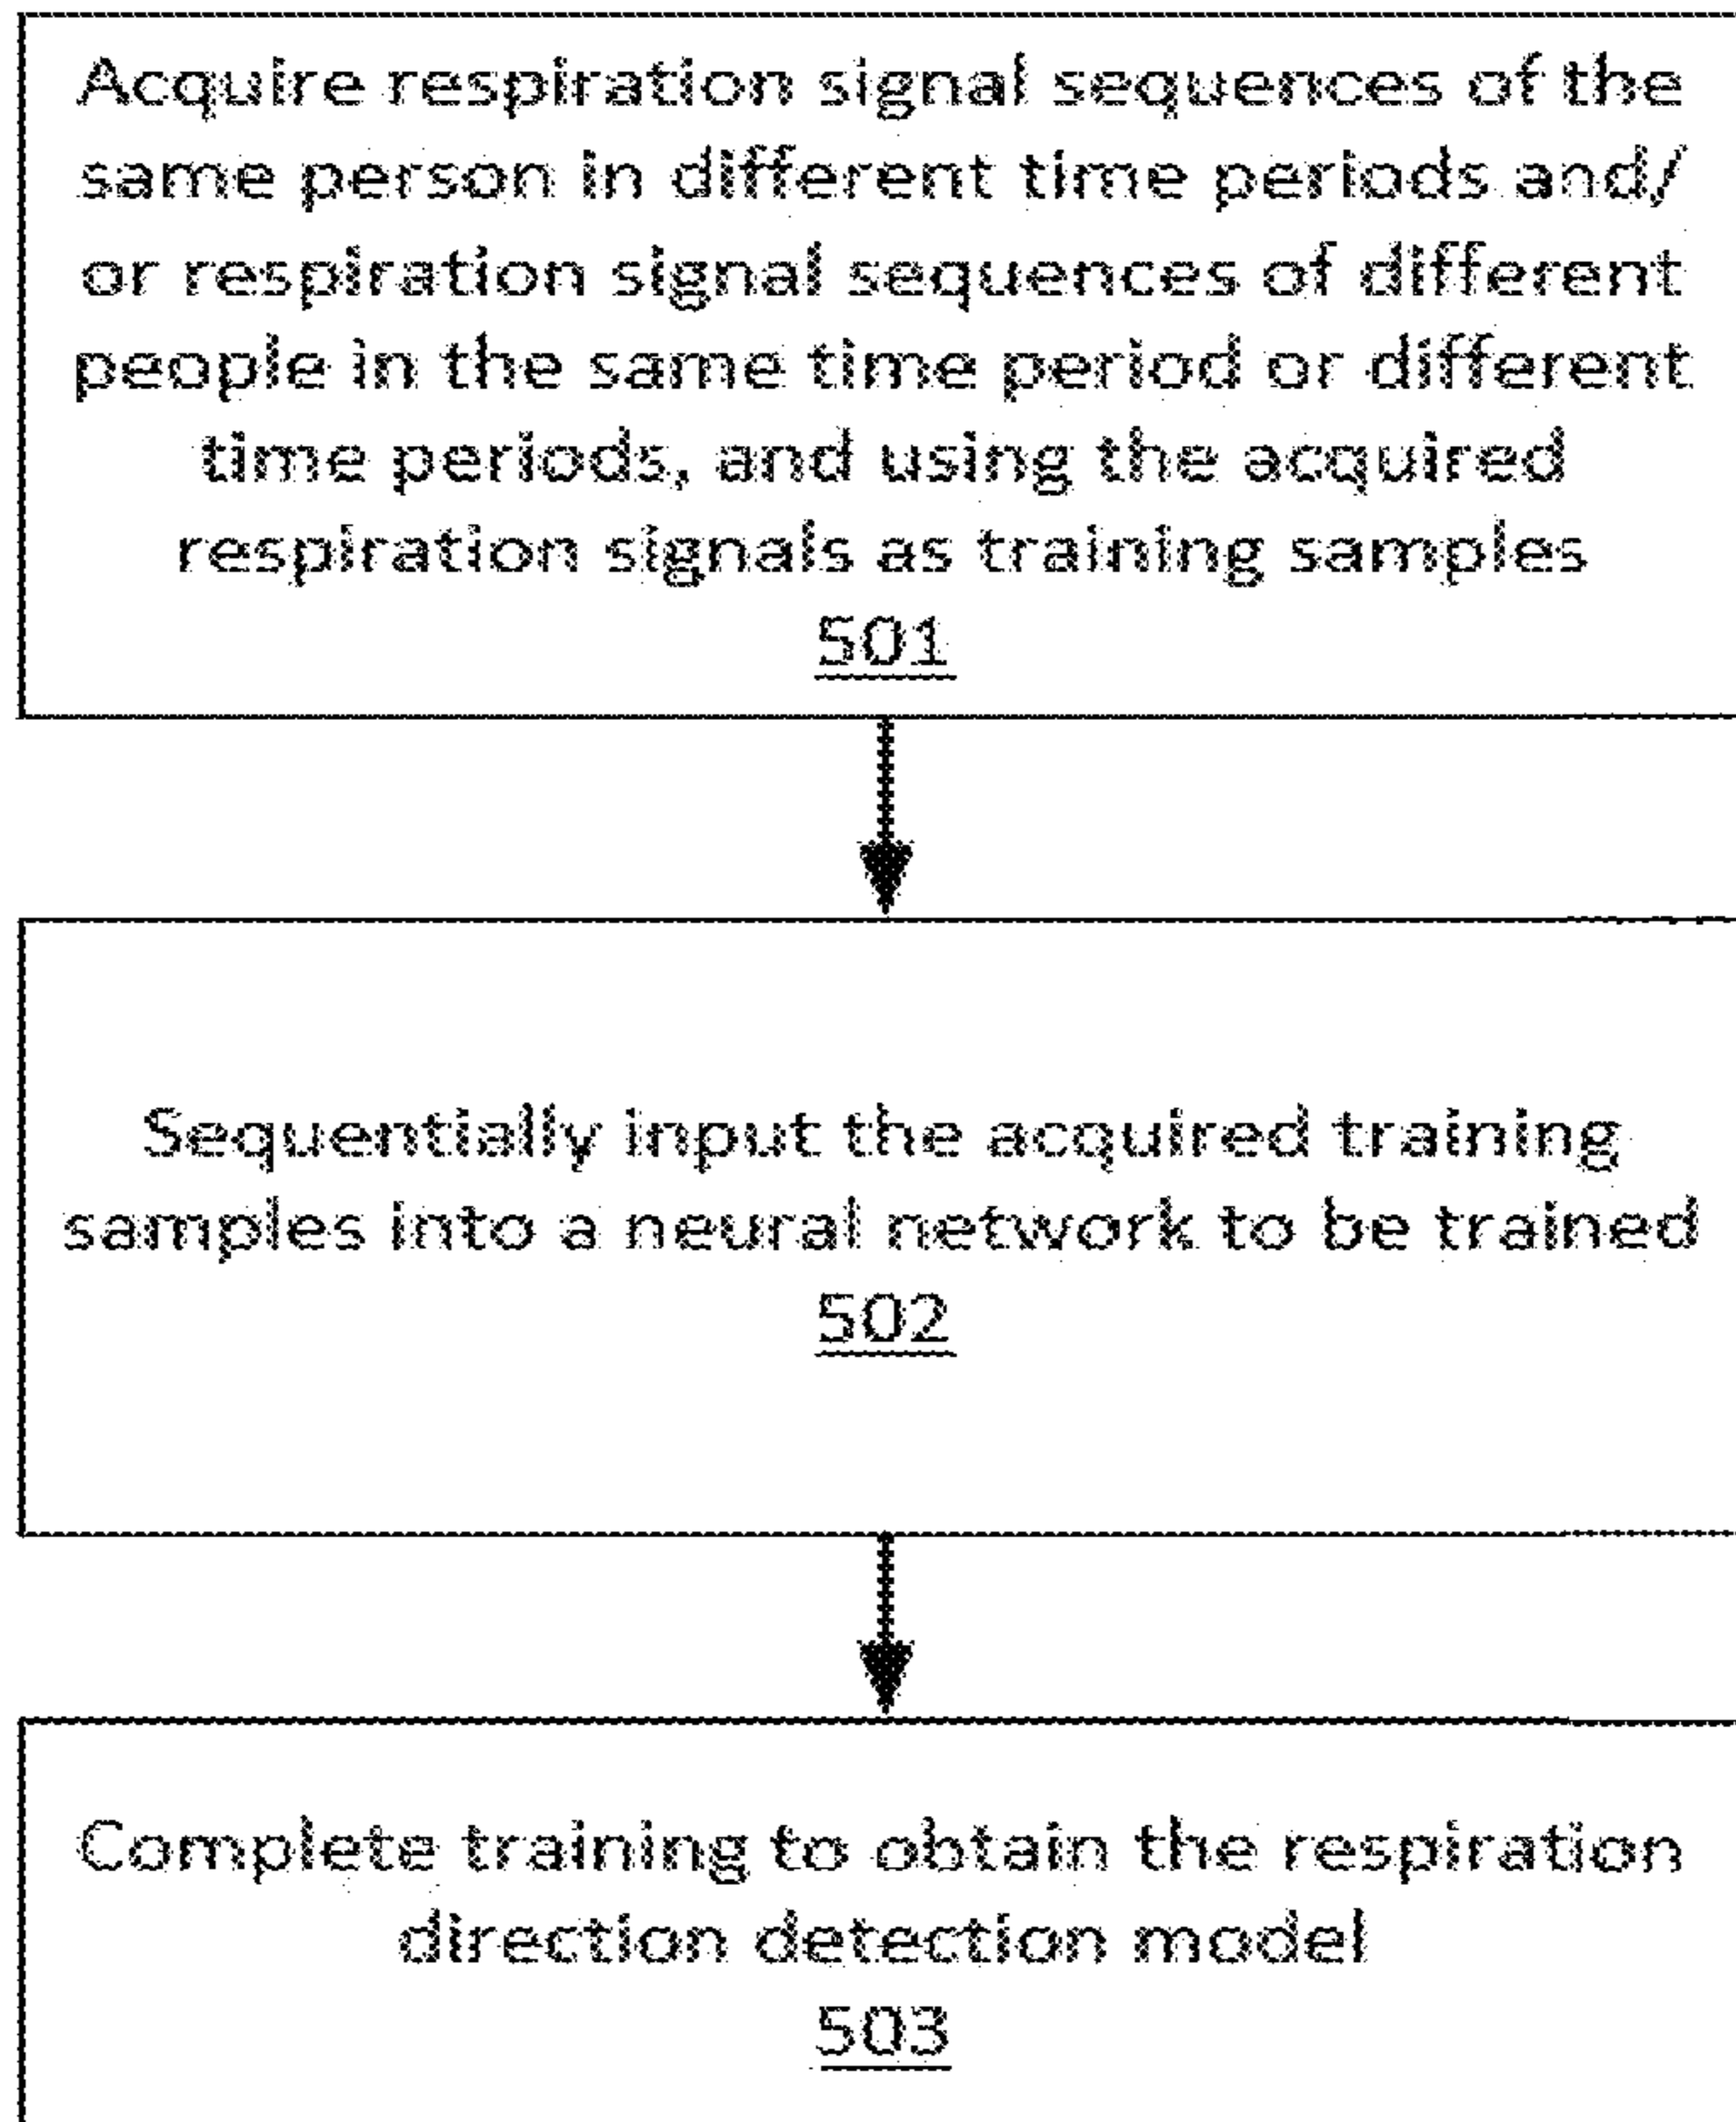 Acquire respiration signal sequences of the
same person in different time periods and/
or respiration signal sequences of different
people in the same time period or different
time periods, and using the acquired
respiration signals as training samples
501
Sequentially input the acquired training
samples into a neural network to be trained
502
Complete training to obtain the respiration
direction detection model
503